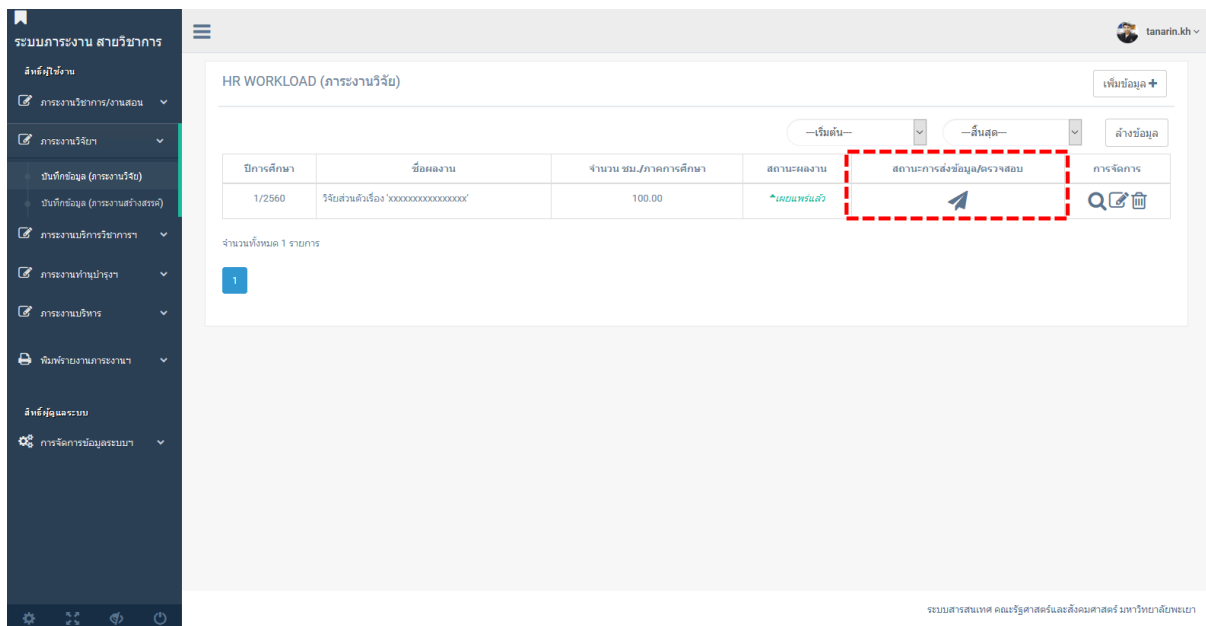 ระบบภาระงาน สายวิชาการ
tanarin.kh
สิทธิ์ผู้ใช้งาน
ภาระงานวิชาการ/งานสอน
ภาระงานวิจัยฯ
บันทึกข้อมูล (ภาระงานวิจัย)
บันทึกข้อมูล (ภาระงานสร้างสรรค์)
ภาระงานบริการวิชาการฯ
ภาระงานทำนุบำรุงฯ
ภาระงานบริหาร
พิมพ์รายงานภาระงานฯ
สิทธิ์ผู้ดูแลระบบ
การจัดการข้อมูลระบบฯ
HR WORKLOAD (ภาระงานวิจัย)
เพิ่มข้อมูล +
---เริ่มต้น--- ---สิ้นสุด--- ล้างข้อมูล
ปีการศึกษา ชื่อผลงาน จำนวน ชม./ภาคการศึกษา สถานะผลงาน สถานะการส่งข้อมูล/ตรวจสอบ การจัดการ
1/2560 วิจัยส่วนตัวเรื่อง 'xxxxxxxxxxxxxxxx' 100.00 *เผยแพร่แล้ว
จำนวนทั้งหมด 1 รายการ
1
ระบบสารสนเทศ คณะรัฐศาสตร์และสังคมศาสตร์ มหาวิทยาลัยพะเยา